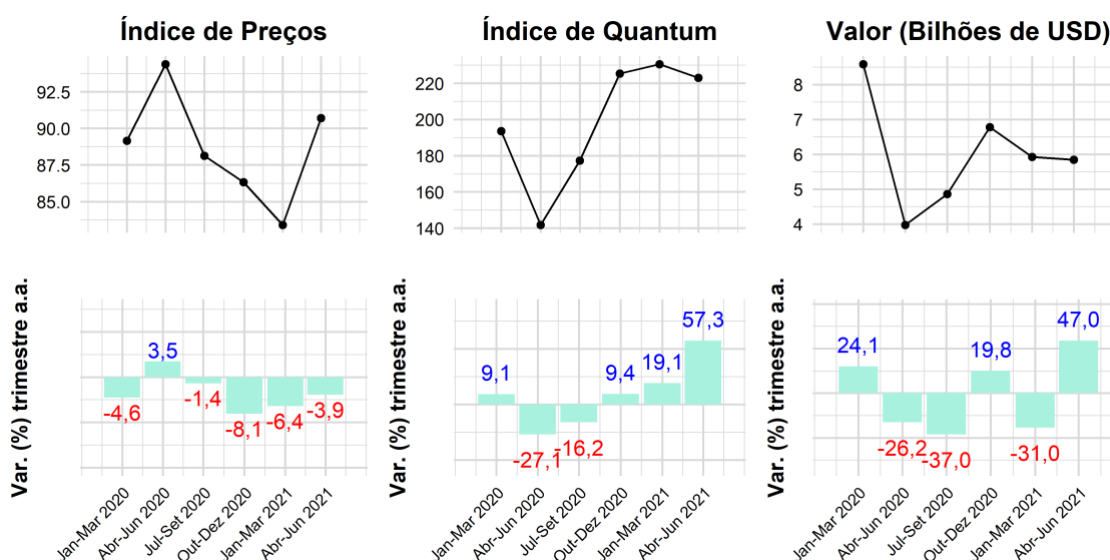 Índice de Preços
92.5
90.0
87.5
85.0
Índice de Quantum
220
200
180
160
140
Valor (Bilhões de USD)
8
7
6
5
4
Var. (%) trimestre a.a.
-4,6
3,5
-1,4
-8,1
-6,4
-3,9
Jan-Mar 2020
Abr-Jun 2020
Jul-Set 2020
Out-Dez 2020
Jan-Mar 2021
Abr-Jun 2021
Var. (%) trimestre a.a.
9,1
-27,1
-16,2
9,4
19,1
57,3
Jan-Mar 2020
Abr-Jun 2020
Jul-Set 2020
Out-Dez 2020
Jan-Mar 2021
Abr-Jun 2021
Var. (%) trimestre a.a.
24,1
-26,2
-37,0
19,8
-31,0
47,0
Jan-Mar 2020
Abr-Jun 2020
Jul-Set 2020
Out-Dez 2020
Jan-Mar 2021
Abr-Jun 2021